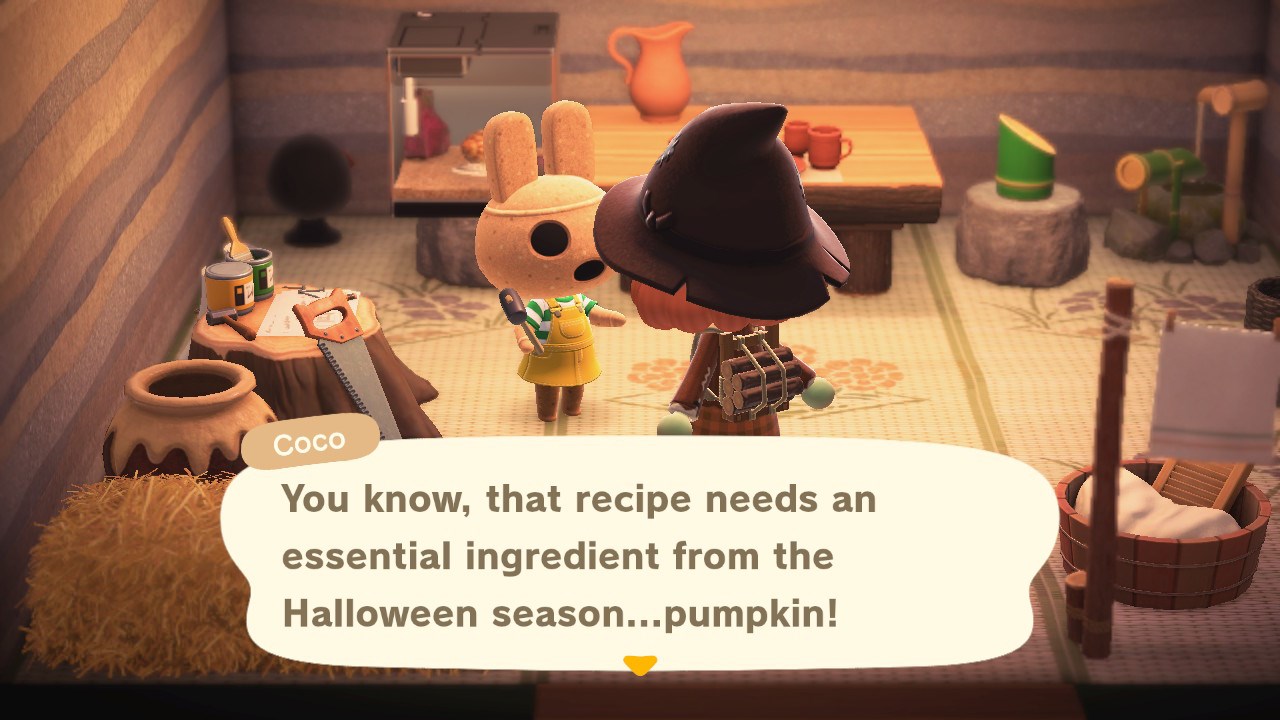 Coco
You know, that recipe needs an
essential ingredient from the
Halloween season...pumpkin!